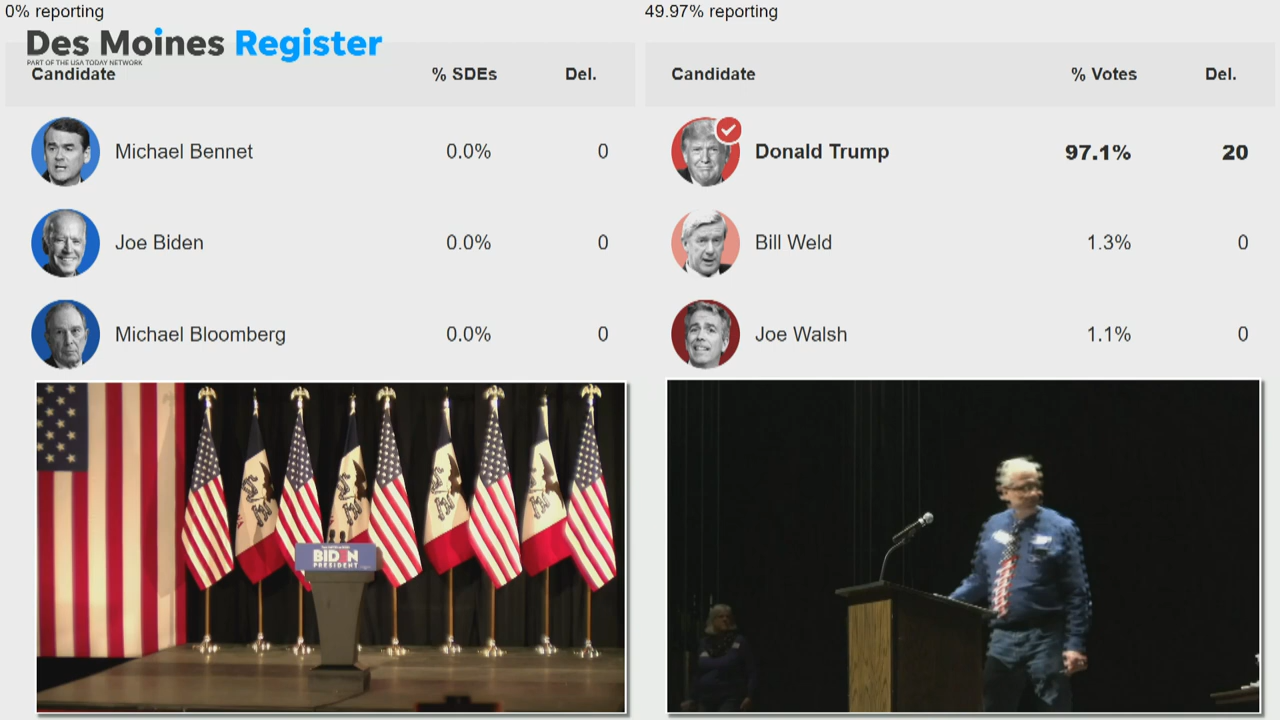 0% reporting
49.97% reporting
Des Moines Register
PART OF THE USA TODAY NETWORK
Candidate % SDEs Del.
Michael Bennet 0.0% 0
Joe Biden 0.0% 0
Michael Bloomberg 0.0% 0
Candidate % Votes Del.
Donald Trump 97.1% 20
Bill Weld 1.3% 0
Joe Walsh 1.1% 0
BIDEN
PRESIDENT